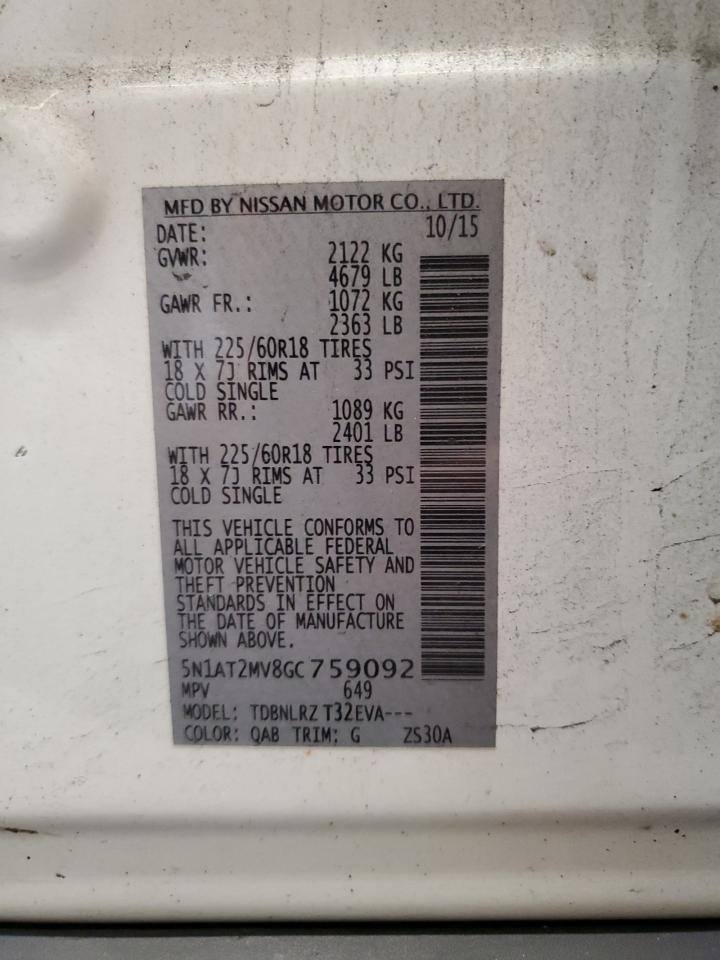 MFD BY NISSAN MOTOR CO., LTD.
DATE: 10/15
GVWR: 2122 KG
4679 LB
GAWR FR.: 1072 KG
2363 LB
WITH 225/60R18 TIRES
18 X 7J RIMS AT 33 PSI
COLD SINGLE
GAWR RR.: 1089 KG
2401 LB
WITH 225/60R18 TIRES
18 X 7J RIMS AT 33 PSI
COLD SINGLE
THIS VEHICLE CONFORMS TO
ALL APPLICABLE FEDERAL
MOTOR VEHICLE SAFETY AND
THEFT PREVENTION
STANDARDS IN EFFECT ON
THE DATE OF MANUFACTURE
SHOWN ABOVE.
5N1AT2MV8GC759092
MPV 649
MODEL: TDBNLRZ T32EVA---
COLOR: QAB TRIM: G ZS30A